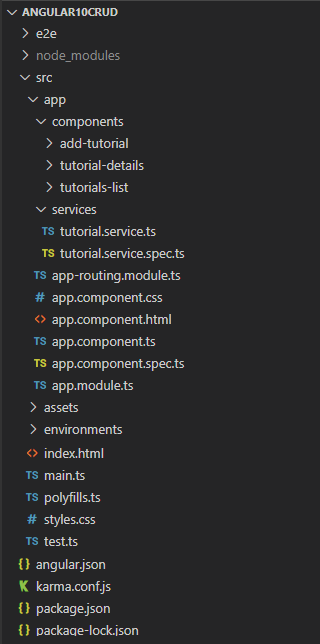 ANGULAR10CRUD
e2e
node_modules
src
app
components
add-tutorial
tutorial-details
tutorials-list
services
TS tutorial.service.ts
TS tutorial.service.spec.ts
TS app-routing.module.ts
# app.component.css
<> app.component.html
TS app.component.ts
TS app.component.spec.ts
TS app.module.ts
assets
environments
<> index.html
TS main.ts
TS polyfills.ts
# styles.css
TS test.ts
{} angular.json
karma.conf.js
{} package.json
{} package-lock.json